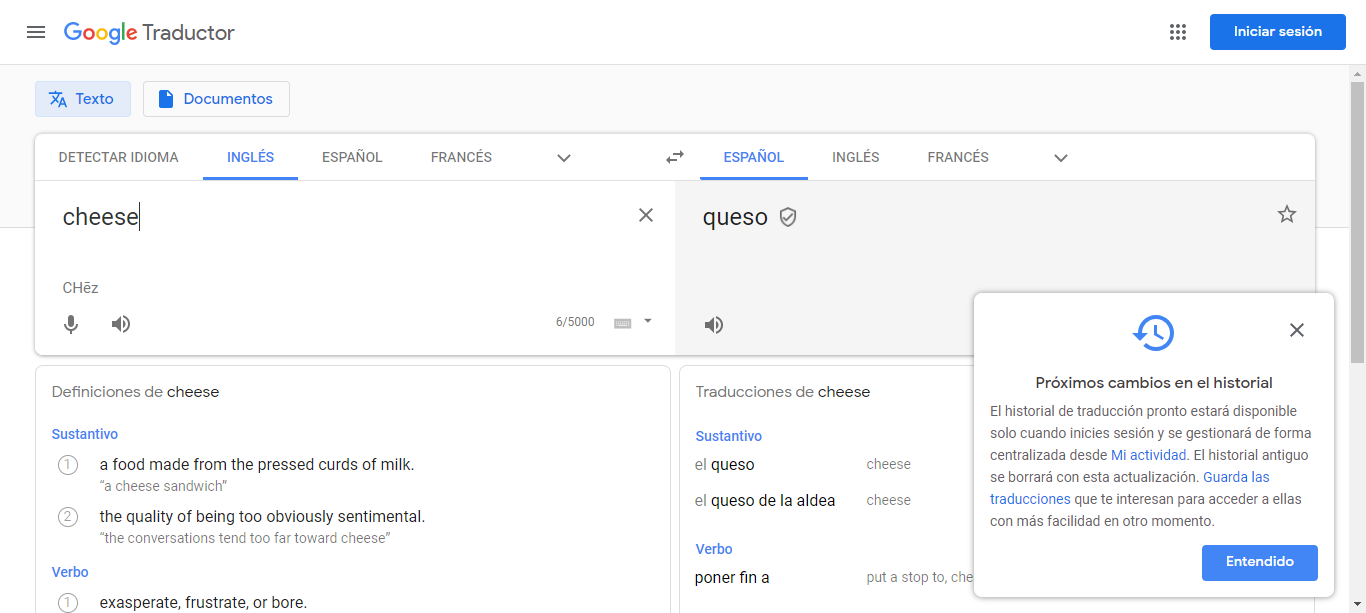 Google Traductor
Iniciar sesión
Texto
Documentos
DETECTAR IDIOMA INGLÉS ESPAÑOL FRANCÉS
ESPAÑOL INGLÉS FRANCÉS
cheese
queso
CHēz
6/5000
Definiciones de cheese
Sustantivo
1 a food made from the pressed curds of milk.
“a cheese sandwich”
2 the quality of being too obviously sentimental.
“the conversations tend too far toward cheese”
Verbo
1 exasperate, frustrate, or bore.
Traducciones de cheese
Sustantivo
el queso cheese
el queso de la aldea cheese
Verbo
poner fin a put a stop to, che
Próximos cambios en el historial
El historial de traducción pronto estará disponible
solo cuando inicies sesión y se gestionará de forma
centralizada desde Mi actividad. El historial antiguo
se borrará con esta actualización. Guarda las
traducciones que te interesan para acceder a ellas
con más facilidad en otro momento.
Entendido